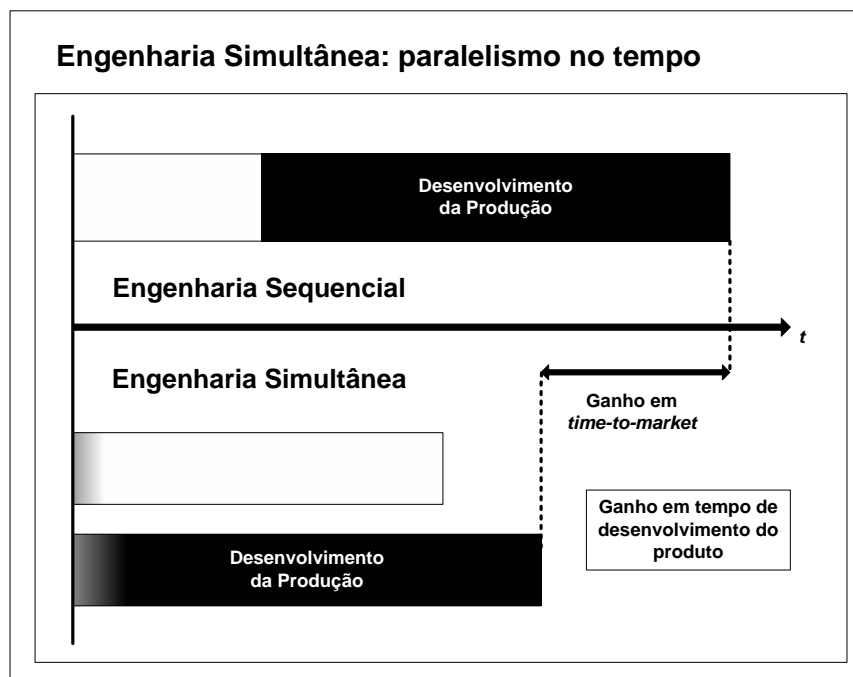 Engenharia Simultânea: paralelismo no tempo
Desenvolvimento
da Produção
Engenharia Sequencial
t
Engenharia Simultânea
Ganho em
time-to-market
Ganho em tempo de
desenvolvimento do
produto
Desenvolvimento
da Produção